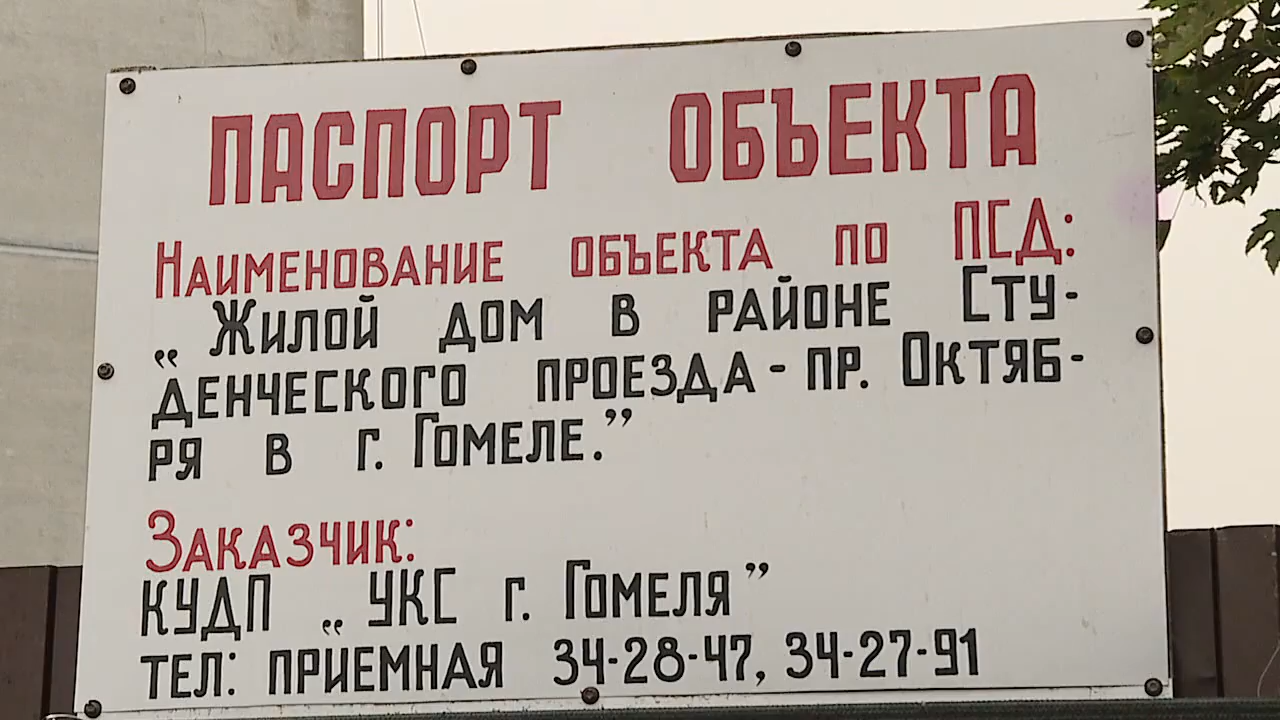 ПАСПОРТ ОБЪЕКТА
Наименование объекта по ПСД:
„Жилой дом в районе Сту-
денческого проезда - пр. Октяб-
ря в г. Гомеле.”
Заказчик:
КУДП „УКС г. Гомеля”
тел: приемная 34-28-47, 34-27-91